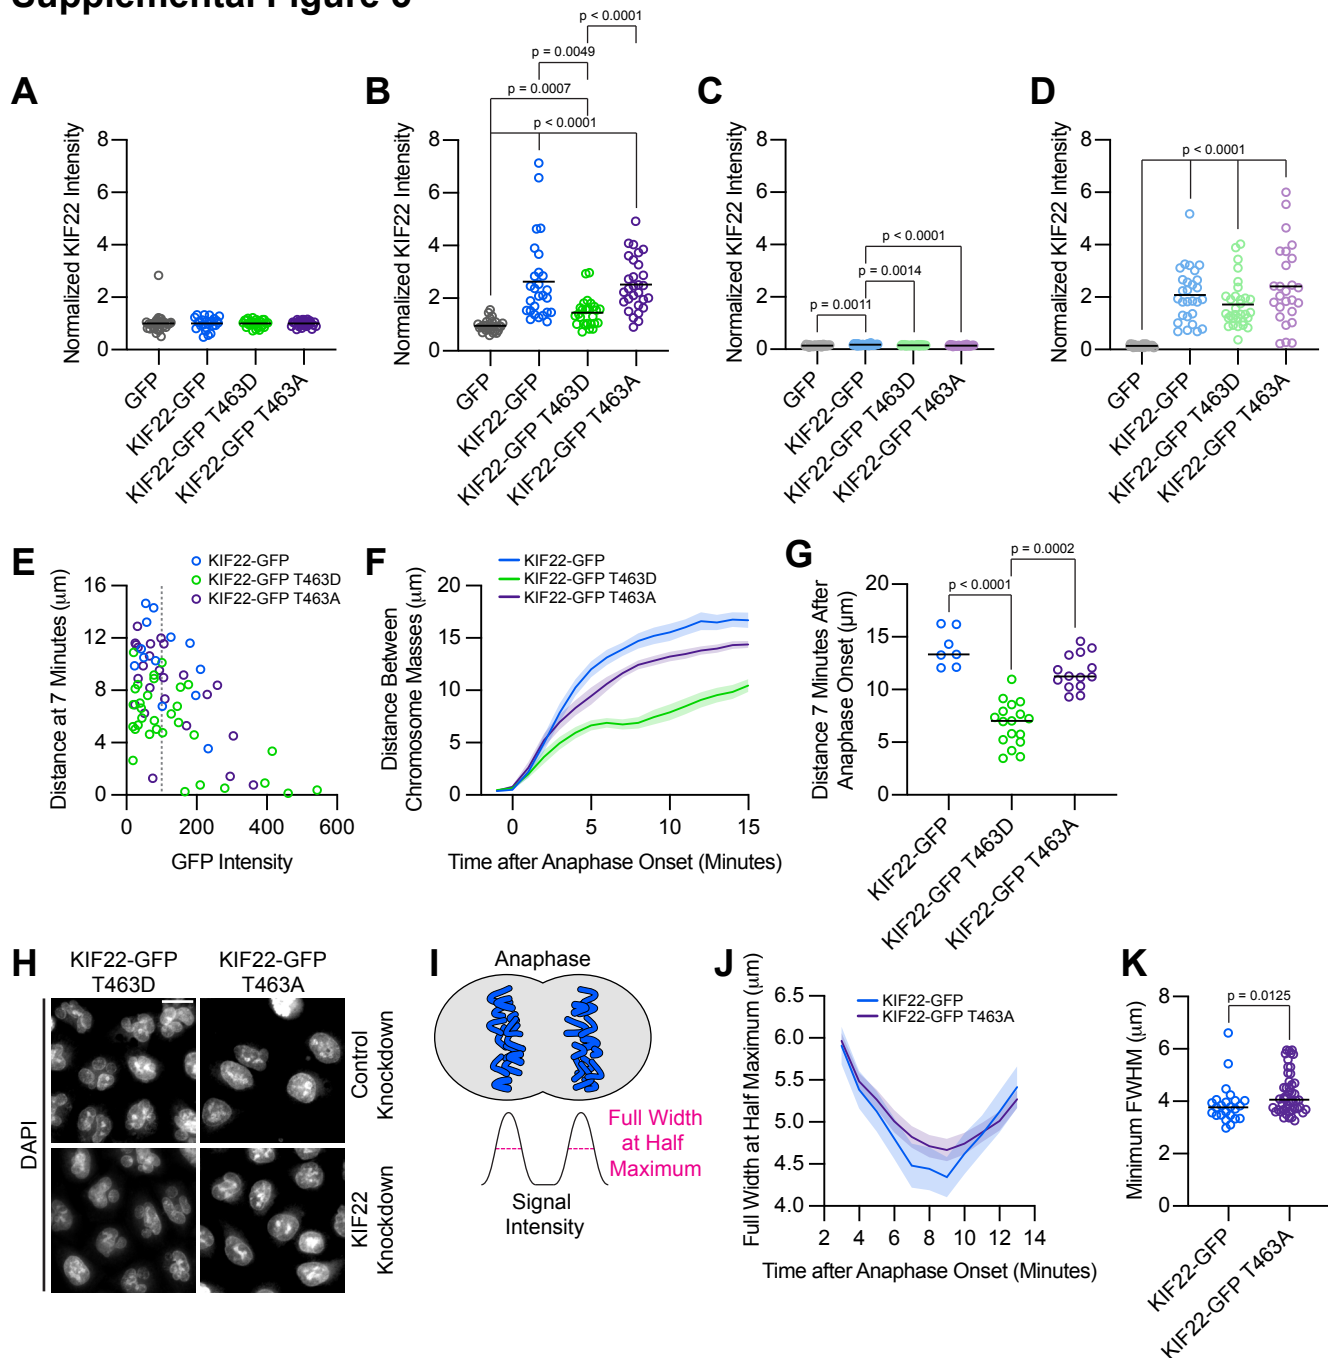 Supplemental Figure
A
Normalized KIF22 Intensity
8
6
4
2
0
GFP
KIF22-GFP
KIF22-GFP T463D
KIF22-GFP T463A
B
p < 0.0001
p = 0.0049
p = 0.0007
p < 0.0001
Normalized KIF22 Intensity
8
6
4
2
0
GFP
KIF22-GFP
KIF22-GFP T463D
KIF22-GFP T463A
C
Normalized KIF22 Intensity
8
6
4
2
0
p < 0.0001
p = 0.0014
p = 0.0011
GFP
KIF22-GFP
KIF22-GFP T463D
KIF22-GFP T463A
D
Normalized KIF22 Intensity
8
6
4
2
0
p < 0.0001
GFP
KIF22-GFP
KIF22-GFP T463D
KIF22-GFP T463A
E
KIF22-GFP
KIF22-GFP T463D
KIF22-GFP T463A
Distance at 7 Minutes (μm)
16
12
8
4
0
0 200 400 600
GFP Intensity
F
KIF22-GFP
KIF22-GFP T463D
KIF22-GFP T463A
Distance Between
Chromosome Masses (μm)
20
15
10
5
0
0 5 10 15
Time after Anaphase Onset (Minutes)
G
p = 0.0002
p < 0.0001
Distance 7 Minutes After
Anaphase Onset (μm)
20
15
10
5
0
KIF22-GFP
KIF22-GFP T463D
KIF22-GFP T463A
H
KIF22-GFP
T463D
KIF22-GFP
T463A
DAPI
Control
Knockdown
KIF22
Knockdown
I
Anaphase
Full Width
at Half
Maximum
Signal
Intensity
J
KIF22-GFP
KIF22-GFP T463A
Full Width at Half Maximum (μm)
6.5
6.0
5.5
5.0
4.5
4.0
2 4 6 8 10 12 14
Time after Anaphase Onset (Minutes)
K
p = 0.0125
Minimum FWHM (μm)
8
6
4
2
0
KIF22-GFP
KIF22-GFP T463A